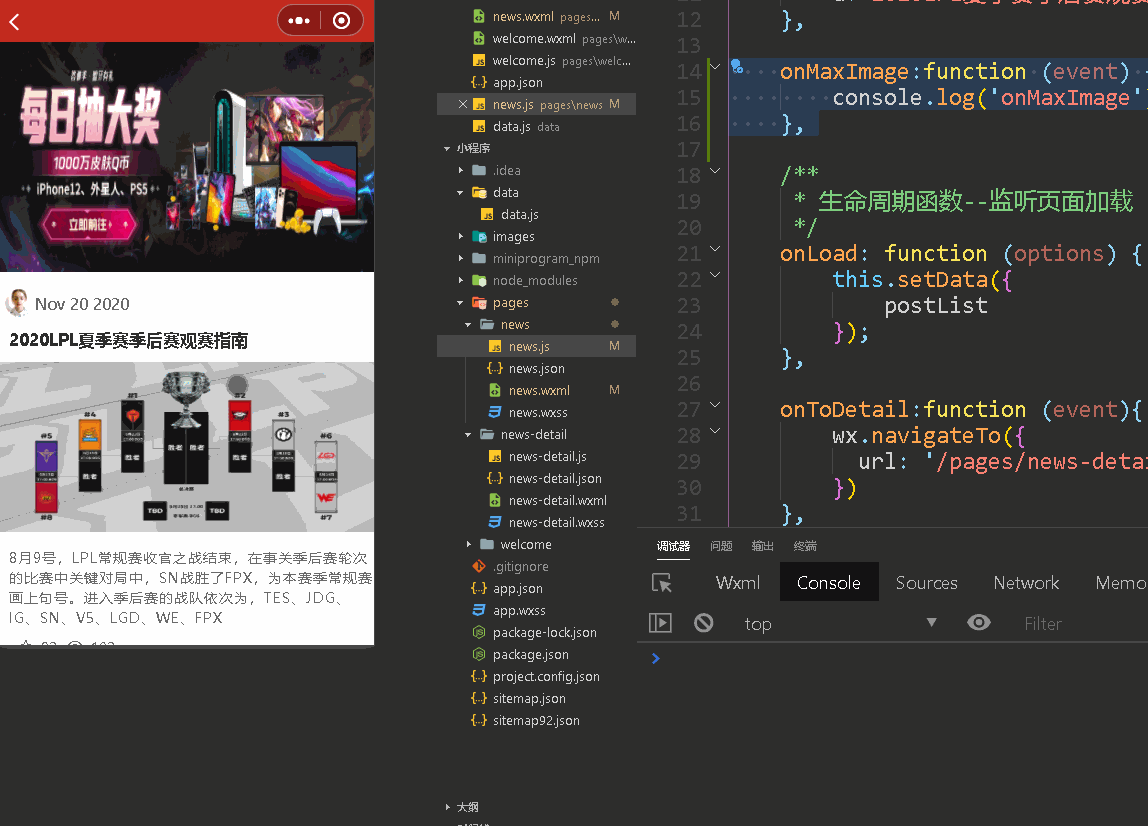 每日抽大奖
1000万皮肤Q币
iPhone12、外星人、PS5
立即前往
Nov 20 2020
2020LPL夏季赛季后赛观赛指南
#1
#2
#4
#3
#5
#6
胜者
胜者
胜者
胜者
胜者
胜者
TBD
TBD
#8
#7
8月9号，LPL常规赛收官之战结束，在事关季后赛轮次
的比赛中关键对局中，SN战胜了FPX，为本赛季常规赛
画上句号。进入季后赛的战队依次为，TES、JDG、
IG、SN、V5、LGD、WE、FPX
news.wxml pages... M
welcome.wxml pages\w...
welcome.js pages\welc...
app.json
news.js pages\news M
data.js data
小程序
.idea
data
data.js
images
miniprogram_npm
node_modules
pages
news
news.js M
news.json
news.wxml M
news.wxss
news-detail
news-detail.js
news-detail.json
news-detail.wxml
news-detail.wxss
welcome
.gitignore
app.json
app.wxss
package-lock.json
package.json
project.config.json
sitemap.json
sitemap92.json
大纲
12 },
13
14 onMaxImage:function (event)
15 console.log('onMaxImage'
16 },
17
18 /**
19 * 生命周期函数--监听页面加载
20 */
21 onLoad: function (options) {
22 this.setData({
23 postList
24 });
25 },
26
27 onToDetail:function (event){
28 wx.navigateTo({
29 url: '/pages/news-detai
30 })
31 },
调试器 问题 输出 终端
Wxml Console Sources Network Memo
top Filter